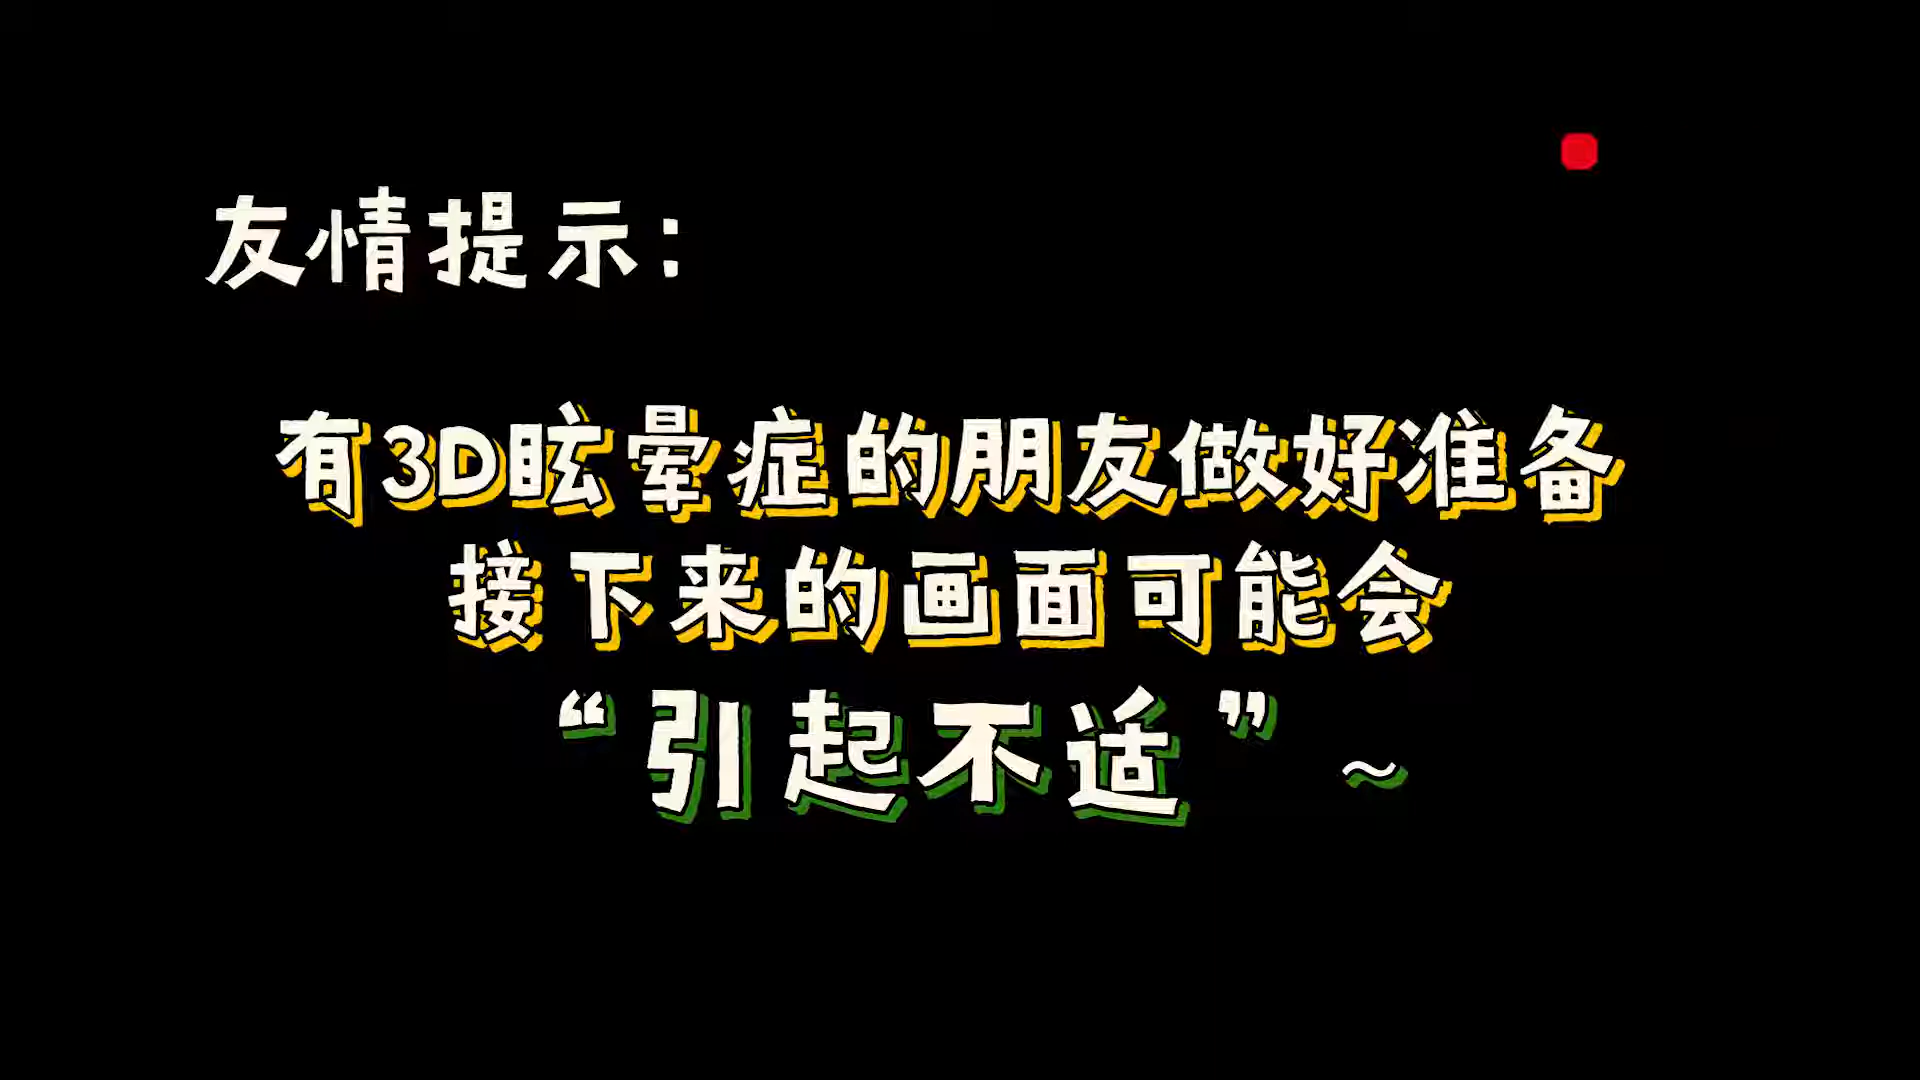 友情提示：
有3D眩晕症的朋友做好准备
接下来的画面可能会
“引起不适”~